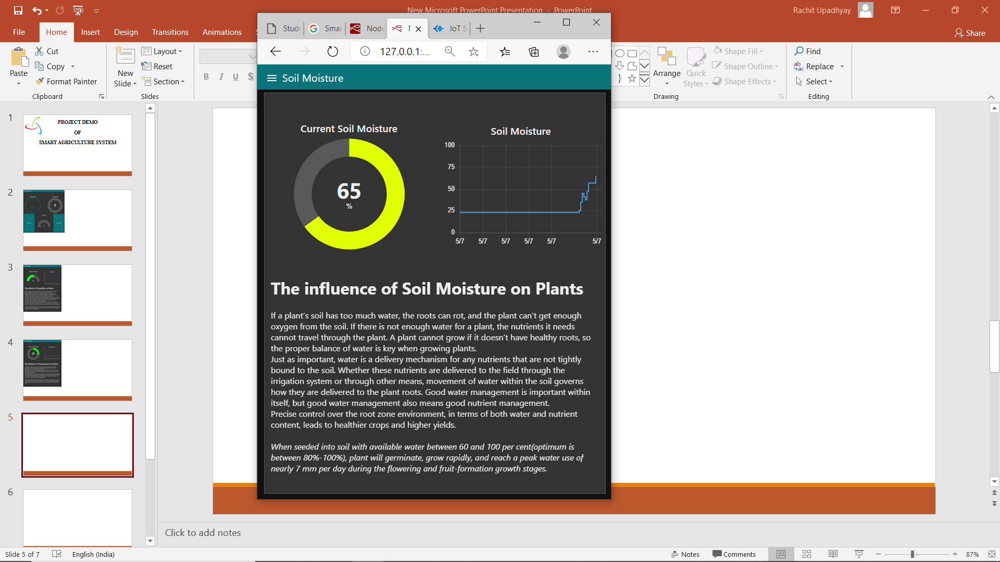 New Microsoft PowerPoint Presentation - PowerPoint
Rachit Upadhyay
File
Home
Insert
Design
Transitions
Animations
Share
Stude
Smar
Node
IoT S
127.0.0.1:...
Paste
Cut
Copy
Format Painter
Clipboard
New
Slide
Layout
Reset
Section
Slides
B I U S
Arrange
Quick
Styles
Shape Fill
Shape Outline
Shape Effects
Drawing
Find
Replace
Select
Editing
1
PROJECT DEMO
OF
SMART AGRICULTURE SYSTEM
2
3
The Affects of Humidity on Plants
4
The Influence of Temperature on Plants
5
6
Soil Moisture
Current Soil Moisture
65
%
Soil Moisture
100
75
50
25
0
5/7 5/7 5/7 5/7 5/7 5/7
The influence of Soil Moisture on Plants
If a plant's soil has too much water, the roots can rot, and the plant can't get enough
oxygen from the soil. If there is not enough water for a plant, the nutrients it needs
cannot travel through the plant. A plant cannot grow if it doesn't have healthy roots, so
the proper balance of water is key when growing plants.
Just as important, water is a delivery mechanism for any nutrients that are not tightly
bound to the soil. Whether these nutrients are delivered to the field through the
irrigation system or through other means, movement of water within the soil governs
how they are delivered to the plant roots. Good water management is important within
itself, but good water management also means good nutrient management.
Precise control over the root zone environment, in terms of both water and nutrient
content, leads to healthier crops and higher yields.
When seeded into soil with available water between 60 and 100 per cent(optimum is
between 80%-100%), plant will germinate, grow rapidly, and reach a peak water use of
nearly 7 mm per day during the flowering and fruit-formation growth stages.
Click to add notes
Slide 5 of 7
English (India)
Notes
Comments
87%